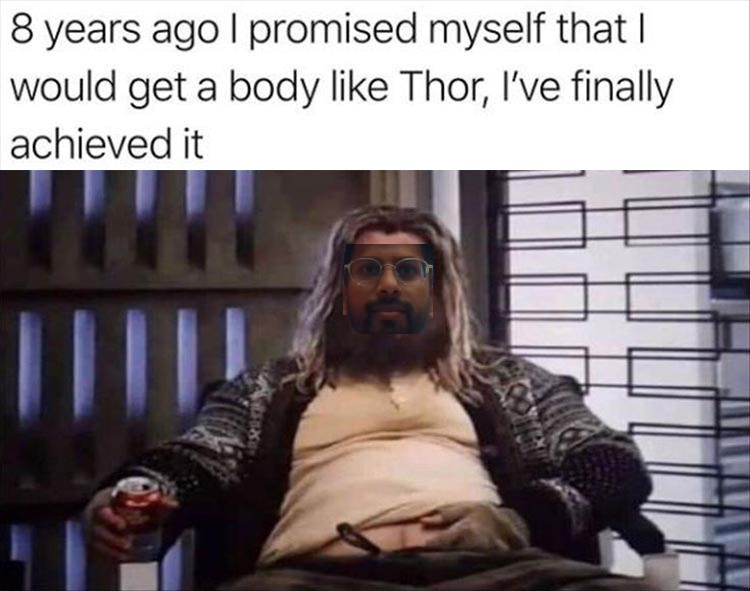 8 years ago I promised myself that I
would get a body like Thor, I've finally
achieved it